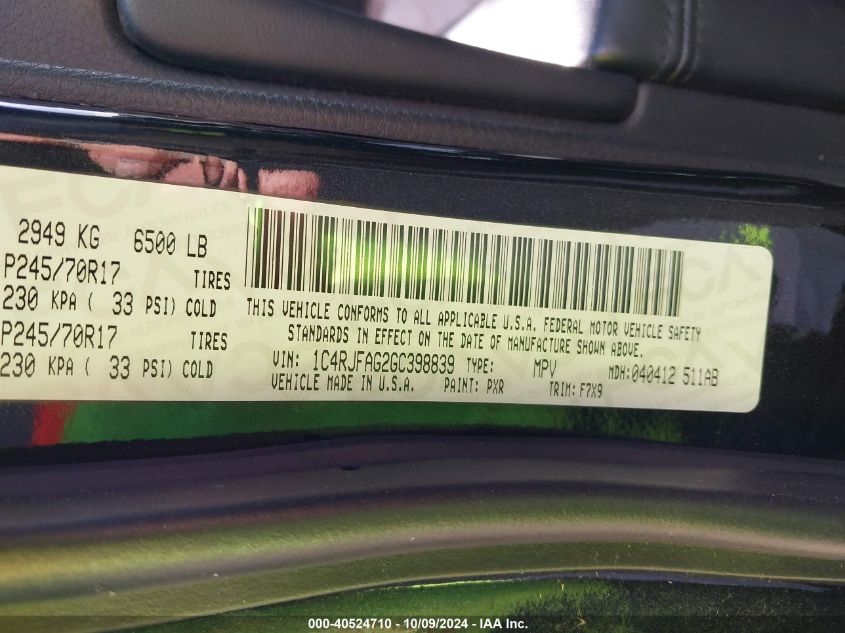 2949 KG 6500 LB
P245/70R17 TIRES
230 KPA ( 33 PSI) COLD
P245/70R17 TIRES
230 KPA ( 33 PSI) COLD
THIS VEHICLE CONFORMS TO ALL APPLICABLE U.S.A. FEDERAL MOTOR VEHICLE SAFETY
STANDARDS IN EFFECT ON THE DATE OF MANUFACTURE SHOWN ABOVE.
VIN: 1C4RJFAG2GC398839 TYPE: MPV MDH: 040412 511AB
VEHICLE MADE IN U.S.A. PAINT: PXR TRIM: F7X9
000-40524710 - 10/09/2024 - © IAA Inc.